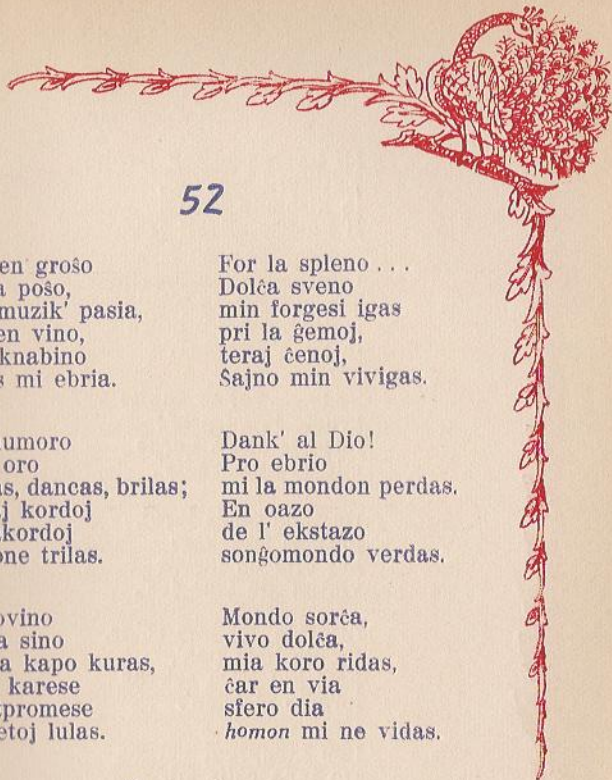 52
en groŝo
a poŝo,
muzik' pasia,
en vino,
knabino
s mi ebria.
umoro
oro
as, dancas, brilas;
j kordoj
kordoj
one trilas.
ovino
a sino
a kapo kuras,
karese
promese
etoj lulas.
For la spleno . . .
Dolĉa sveno
min forgesi igas
pri la ĝemoj,
teraj ĉenoj,
Ŝajno min vivigas.
Dank' al Dio!
Pro ebrio
mi la mondon perdas.
En oazo
de l' ekstazo
sonĝomondo verdas.
Mondo sorĉa,
vivo dolĉa,
mia koro ridas,
ĉar en via
sfero dia
homon mi ne vidas.